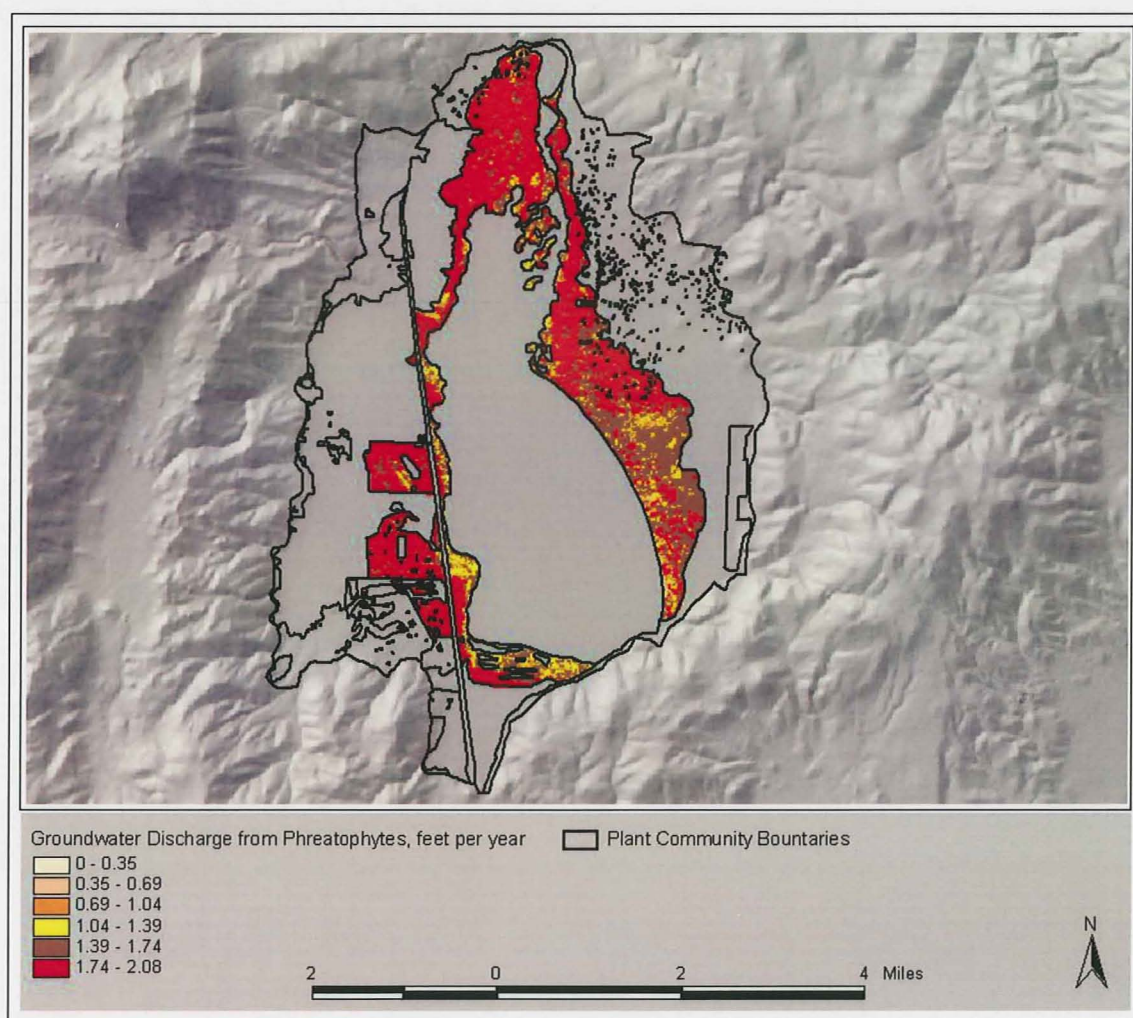 Groundwater Discharge from Phreatophytes, feet per year
0 - 0.35
0.35 - 0.69
0.69 - 1.04
1.04 - 1.39
1.39 - 1.74
1.74 - 2.08
Plant Community Boundaries
N
2 0 2 4 Miles